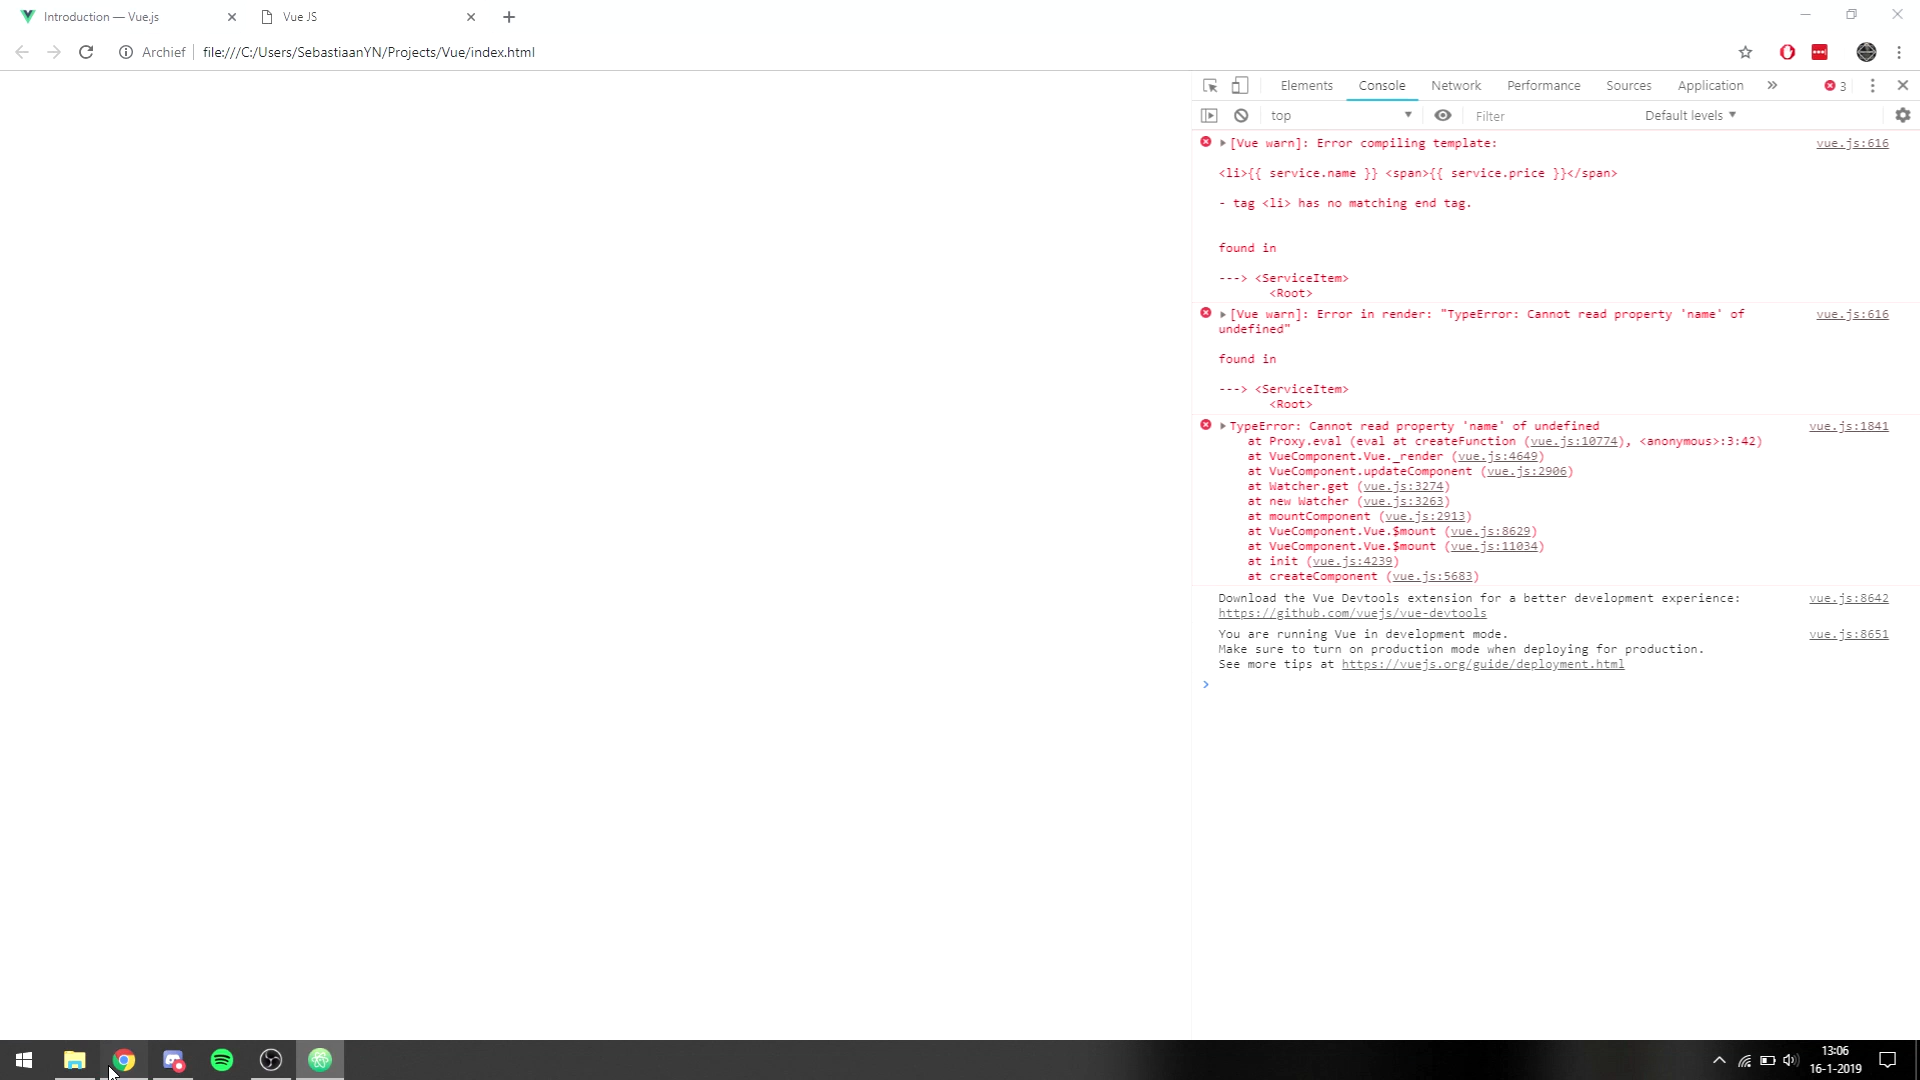 Introduction — Vue.js
Vue JS
Archief
file:///C:/Users/SebastiaanYN/Projects/Vue/index.html
Elements Console Network Performance Sources Application » 3
top Filter Default levels
[Vue warn]: Error compiling template: vue.js:616
<li>{{ service.name }} <span>{{ service.price }}</span>
- tag <li> has no matching end tag.
found in
---> <ServiceItem>
<Root>
[Vue warn]: Error in render: "TypeError: Cannot read property 'name' of vue.js:616
undefined"
found in
---> <ServiceItem>
<Root>
TypeError: Cannot read property 'name' of undefined vue.js:1841
at Proxy.eval (eval at createFunction (vue.js:10774), <anonymous>:3:42)
at VueComponent.Vue._render (vue.js:4649)
at VueComponent.updateComponent (vue.js:2906)
at Watcher.get (vue.js:3274)
at new Watcher (vue.js:3263)
at mountComponent (vue.js:2913)
at VueComponent.Vue.$mount (vue.js:8629)
at VueComponent.Vue.$mount (vue.js:11034)
at init (vue.js:4239)
at createComponent (vue.js:5683)
Download the Vue Devtools extension for a better development experience: vue.js:8642
https://github.com/vuejs/vue-devtools
You are running Vue in development mode. vue.js:8651
Make sure to turn on production mode when deploying for production.
See more tips at https://vuejs.org/guide/deployment.html
>
13:06
16-1-2019